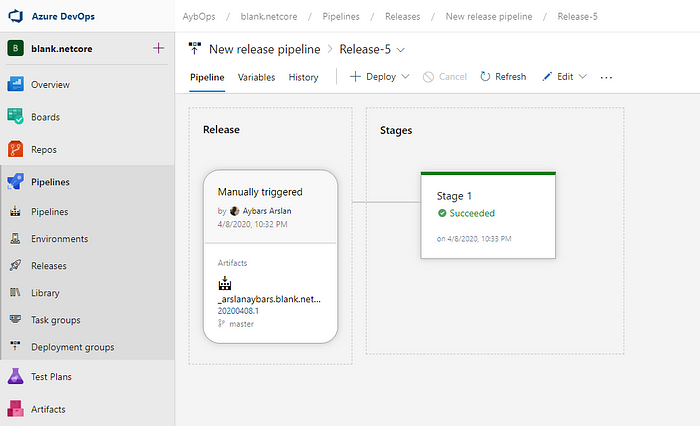 Azure DevOps
AybOps / blank.netcore / Pipelines / Releases / New release pipeline / Release-5
B blank.netcore
New release pipeline > Release-5
Pipeline Variables History Deploy Cancel Refresh Edit ...
Overview
Boards
Repos
Pipelines
Pipelines
Environments
Releases
Library
Task groups
Deployment groups
Test Plans
Artifacts
Release
Manually triggered
by Aybars Arslan
4/8/2020, 10:32 PM
Artifacts
_arslanaybars.blank.net...
20200408.1
master
Stages
Stage 1
Succeeded
on 4/8/2020, 10:33 PM